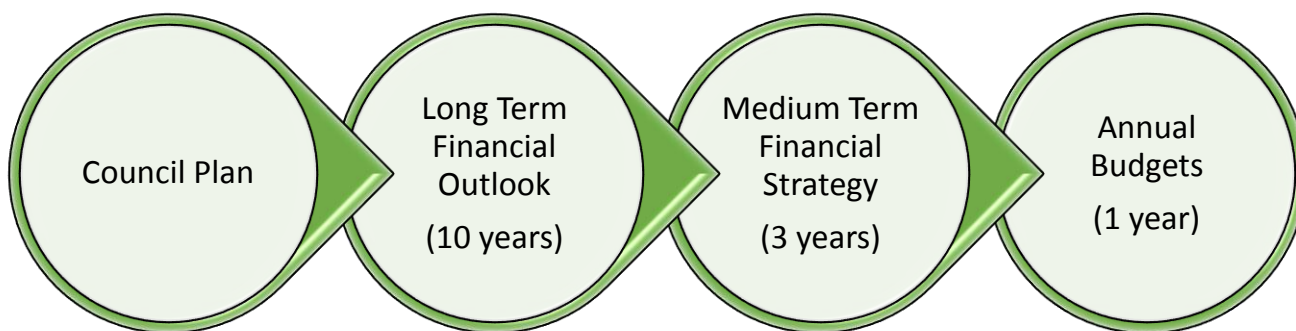 Council Plan
Long Term
Financial
Outlook
(10 years)
Medium Term
Financial
Strategy
(3 years)
Annual
Budgets
(1 year)